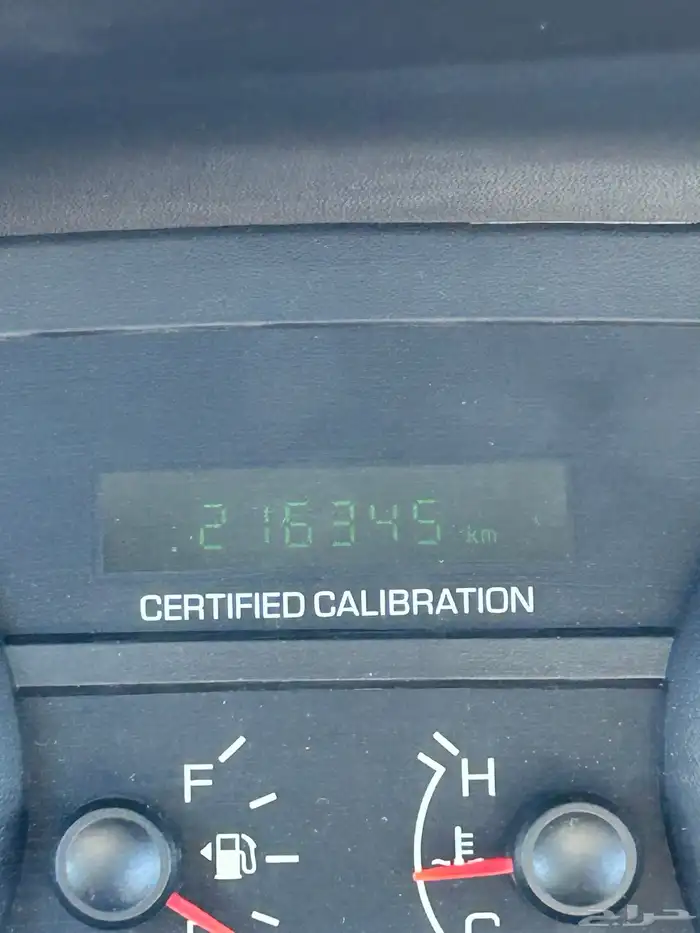 216345 km
CERTIFIED CALIBRATION
F
H
C
حراج